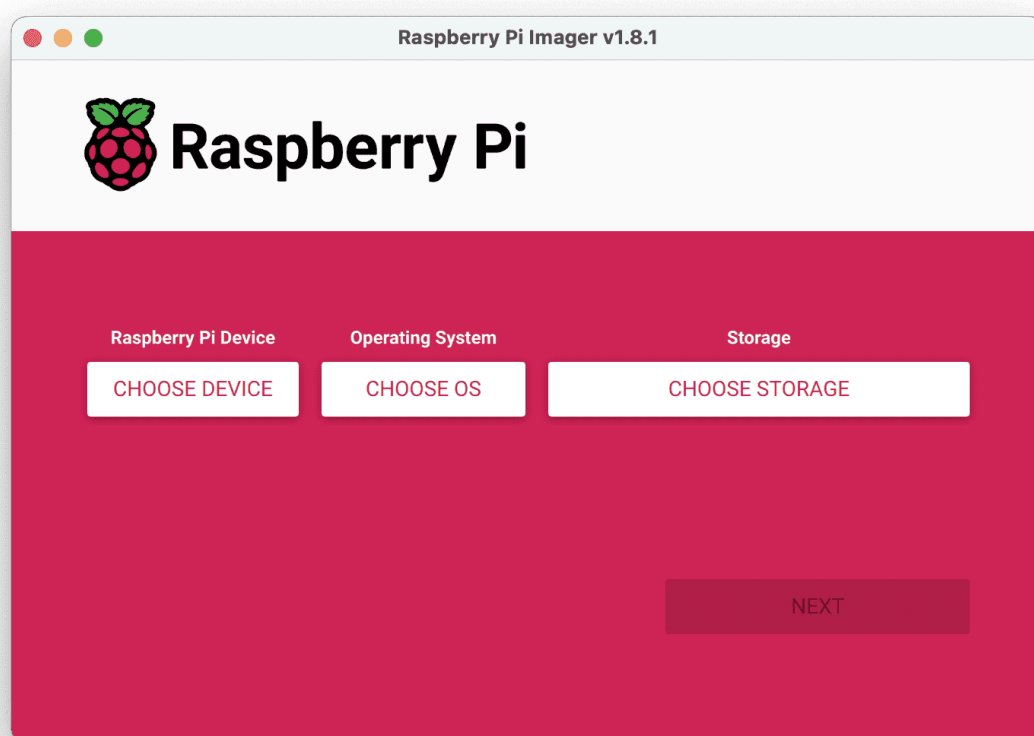 Raspberry Pi Imager v1.8.1
Raspberry Pi
Raspberry Pi Device
Operating System
Storage
CHOOSE DEVICE
CHOOSE OS
CHOOSE STORAGE
NEXT